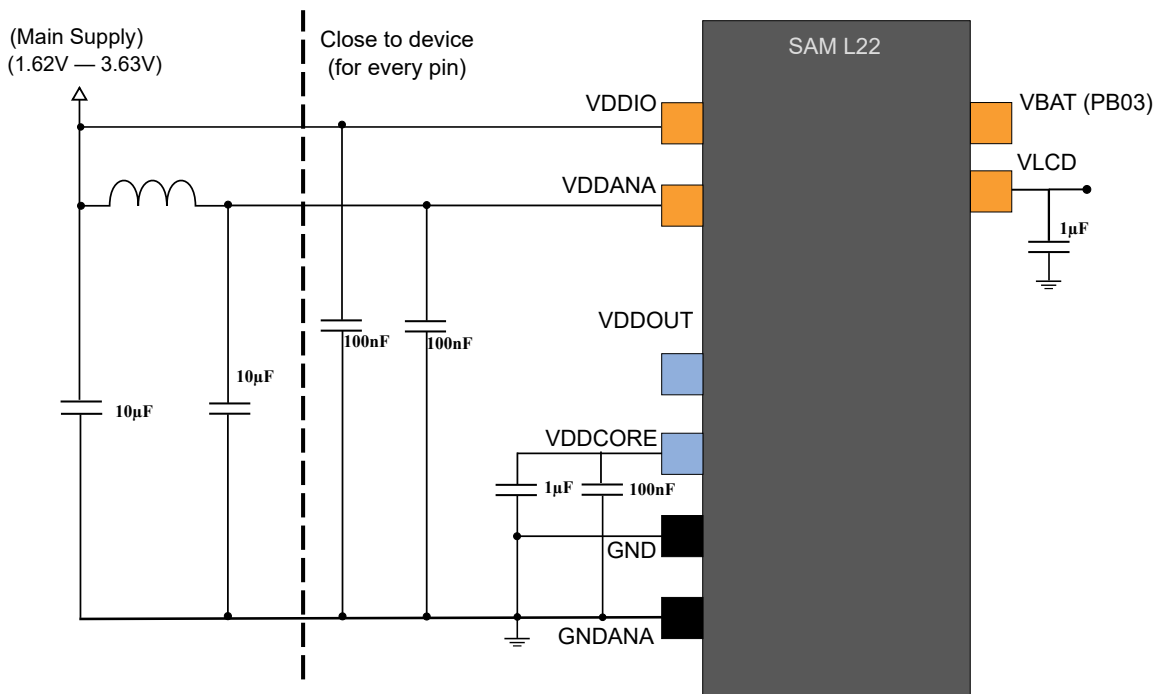 (Main Supply)
(1.62V — 3.63V)
Close to device
(for every pin)
SAM L22
VDDIO
VBAT (PB03)
VDDANA
VLCD
1µF
VDDOUT
100nF
100nF
10µF
10µF
VDDCORE
1µF
100nF
GND
GNDANA